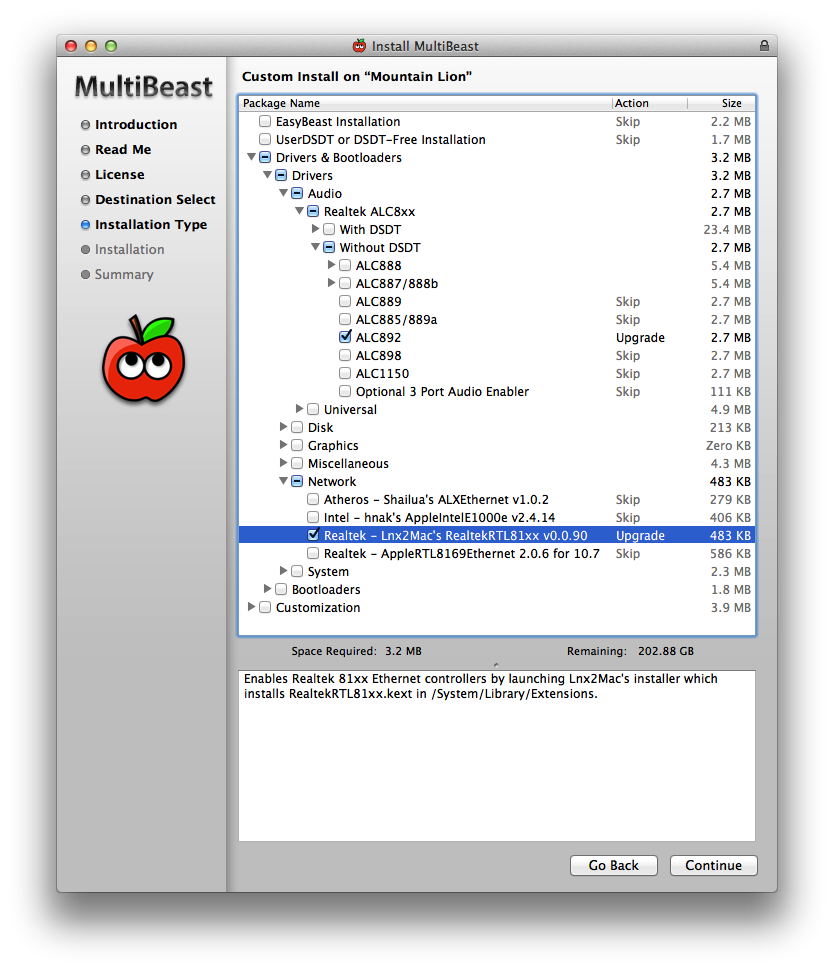 Install MultiBeast
MultiBeast
Introduction
Read Me
License
Destination Select
Installation Type
Installation
Summary
Custom Install on “Mountain Lion”
Package Name Action Size
EasyBeast Installation Skip 2.2 MB
UserDSDT or DSDT-Free Installation Skip 1.7 MB
Drivers & Bootloaders 3.2 MB
Drivers 3.2 MB
Audio 2.7 MB
Realtek ALC8xx 2.7 MB
With DSDT 23.4 MB
Without DSDT 2.7 MB
ALC888 5.4 MB
ALC887/888b 5.4 MB
ALC889 Skip 2.7 MB
ALC885/889a Skip 2.7 MB
ALC892 Upgrade 2.7 MB
ALC898 Skip 2.7 MB
ALC1150 Skip 2.7 MB
Optional 3 Port Audio Enabler Skip 111 KB
Universal 4.9 MB
Disk 213 KB
Graphics Zero KB
Miscellaneous 4.3 MB
Network 483 KB
Atheros - Shailua's ALXEthernet v1.0.2 Skip 279 KB
Intel - hnak's AppleIntelE1000e v2.4.14 Skip 406 KB
Realtek - Lnx2Mac's RealtekRTL81xx v0.0.90 Upgrade 483 KB
Realtek - AppleRTL8169Ethernet 2.0.6 for 10.7 Skip 586 KB
System 2.3 MB
Bootloaders 1.8 MB
Customization 3.9 MB
Space Required: 3.2 MB Remaining: 202.88 GB
Enables Realtek 81xx Ethernet controllers by launching Lnx2Mac's installer which
installs RealtekRTL81xx.kext in /System/Library/Extensions.
Go Back Continue